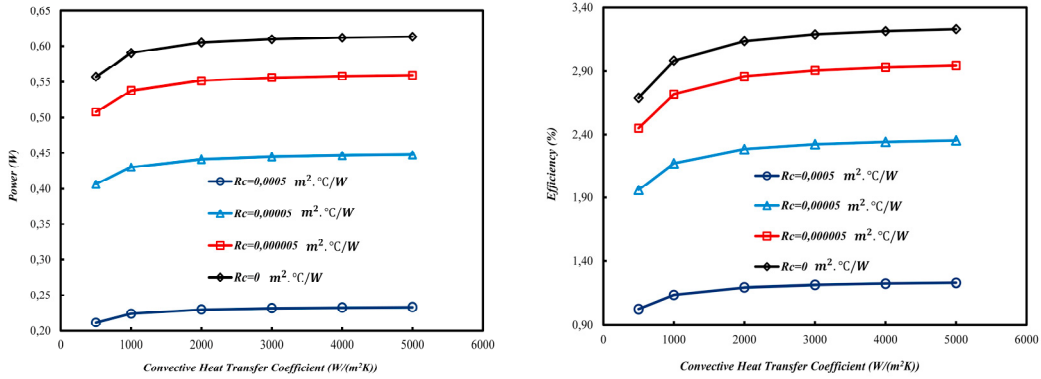 0,65
0,60
0,55
0,50
0,45
0,40
0,35
0,30
0,25
0,20
Power (W)
0
1000
2000
3000
4000
5000
6000
Convective Heat Transfer Coefficient (W/(m²K))
Rc=0,0005 m².°C/W
Rc=0,00005 m².°C/W
Rc=0,000005 m².°C/W
Rc=0 m².°C/W
3,40
2,90
2,40
1,90
1,40
0,90
Efficiency (%)
0
1000
2000
3000
4000
5000
6000
Convective Heat Transfer Coefficient (W/(m²K))
Rc=0,0005 m².°C/W
Rc=0,00005 m².°C/W
Rc=0,000005 m².°C/W
Rc=0 m².°C/W